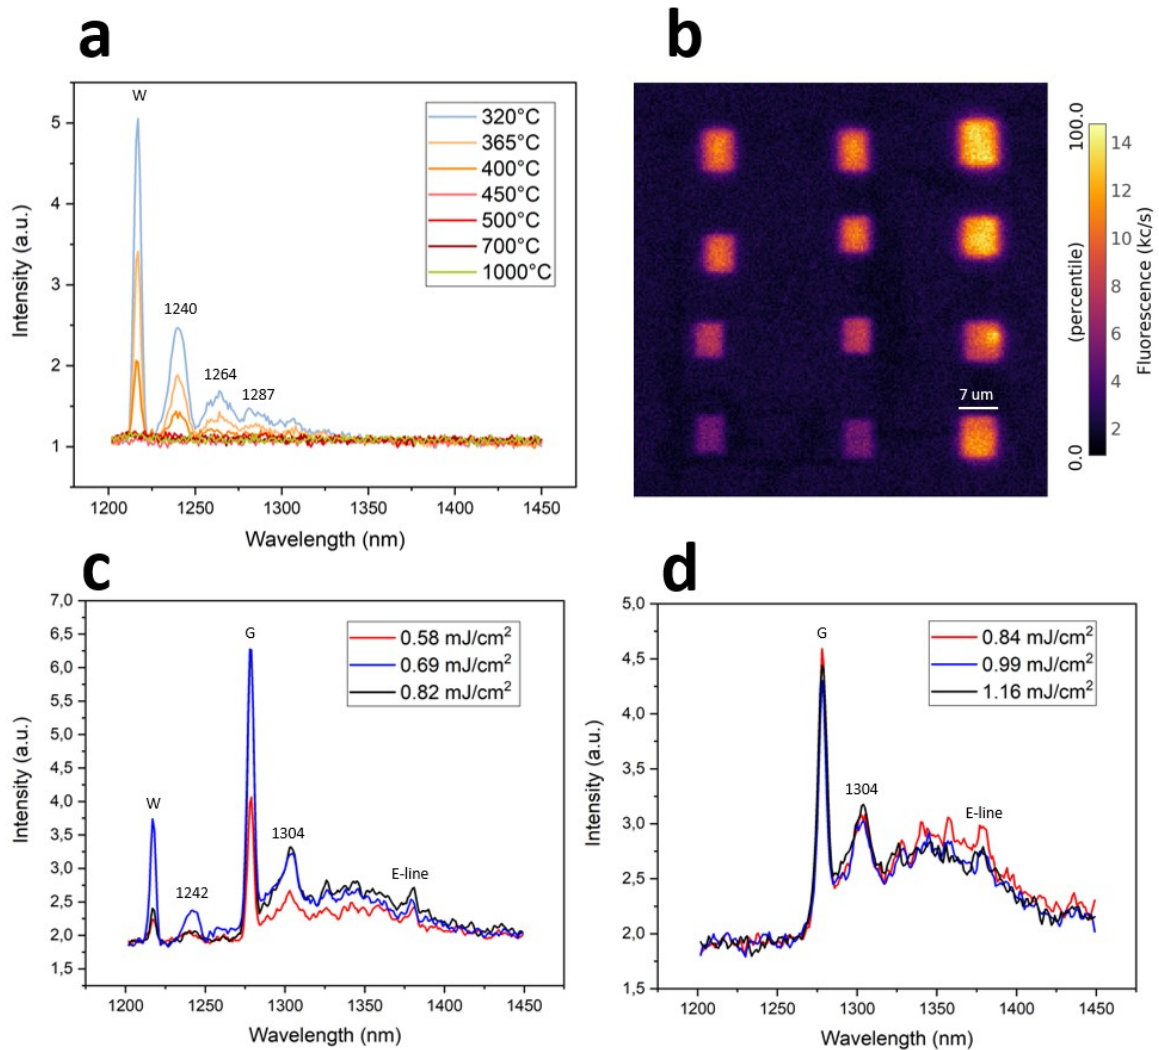 a
W
1240
1264
1287
320°C
365°C
400°C
450°C
500°C
700°C
1000°C
5
4
3
2
1
1200 1250 1300 1350 1400 1450
Intensity (a.u.)
Wavelength (nm)
b
7 um
0.0 (percentile) 100.0
14
12
10
8
6
4
2
Fluorescence (kc/s)
c
W
1242
G
1304
E-line
0.58 mJ/cm²
0.69 mJ/cm²
0.82 mJ/cm²
7,0
6,5
6,0
5,5
5,0
4,5
4,0
3,5
3,0
2,5
2,0
1,5
1200 1250 1300 1350 1400 1450
Intensity (a.u.)
Wavelength (nm)
d
G
1304
E-line
0.84 mJ/cm²
0.99 mJ/cm²
1.16 mJ/cm²
5,0
4,5
4,0
3,5
3,0
2,5
2,0
1,5
1200 1250 1300 1350 1400 1450
Intensity (a.u.)
Wavelength (nm)